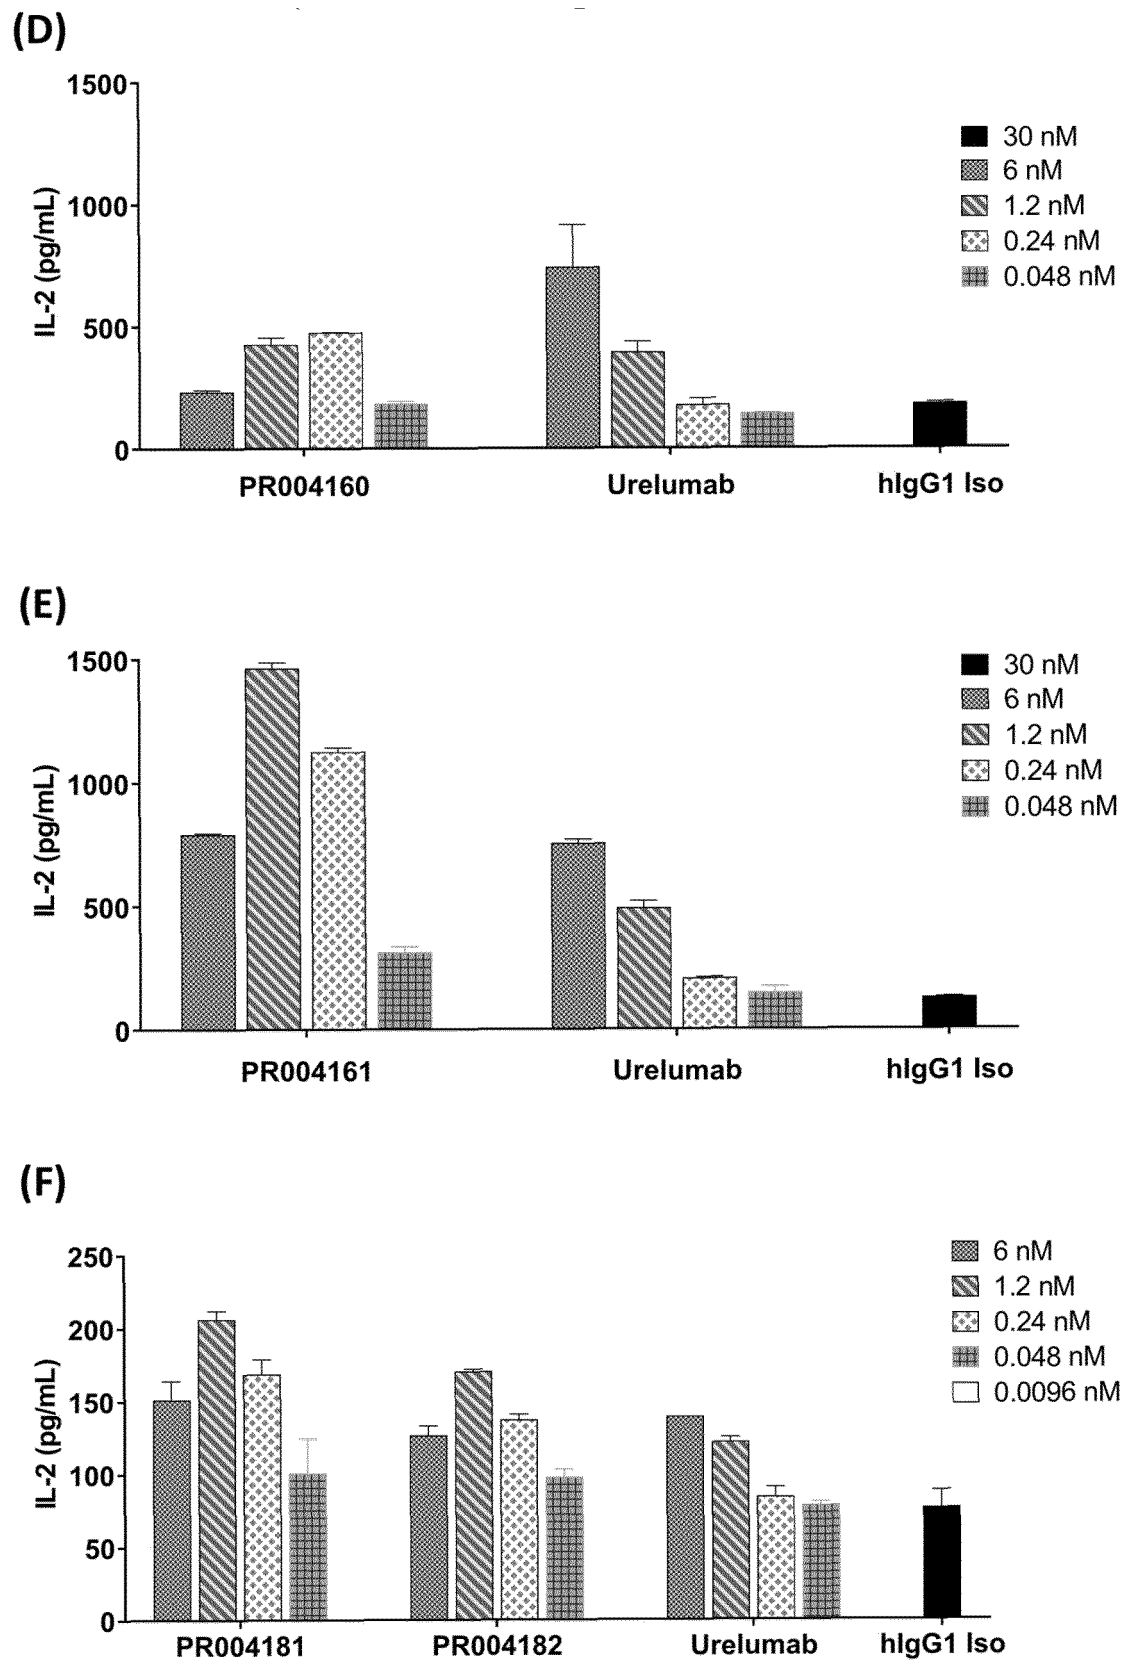 (D)
1500
1000
500
0
IL-2 (pg/mL)
30 nM
6 nM
1.2 nM
0.24 nM
0.048 nM
PR004160 Urelumab hIgG1 Iso
(E)
1500
1000
500
0
IL-2 (pg/mL)
30 nM
6 nM
1.2 nM
0.24 nM
0.048 nM
PR004161 Urelumab hIgG1 Iso
(F)
250
200
150
100
50
0
IL-2 (pg/mL)
6 nM
1.2 nM
0.24 nM
0.048 nM
0.0096 nM
PR004181 PR004182 Urelumab hIgG1 Iso